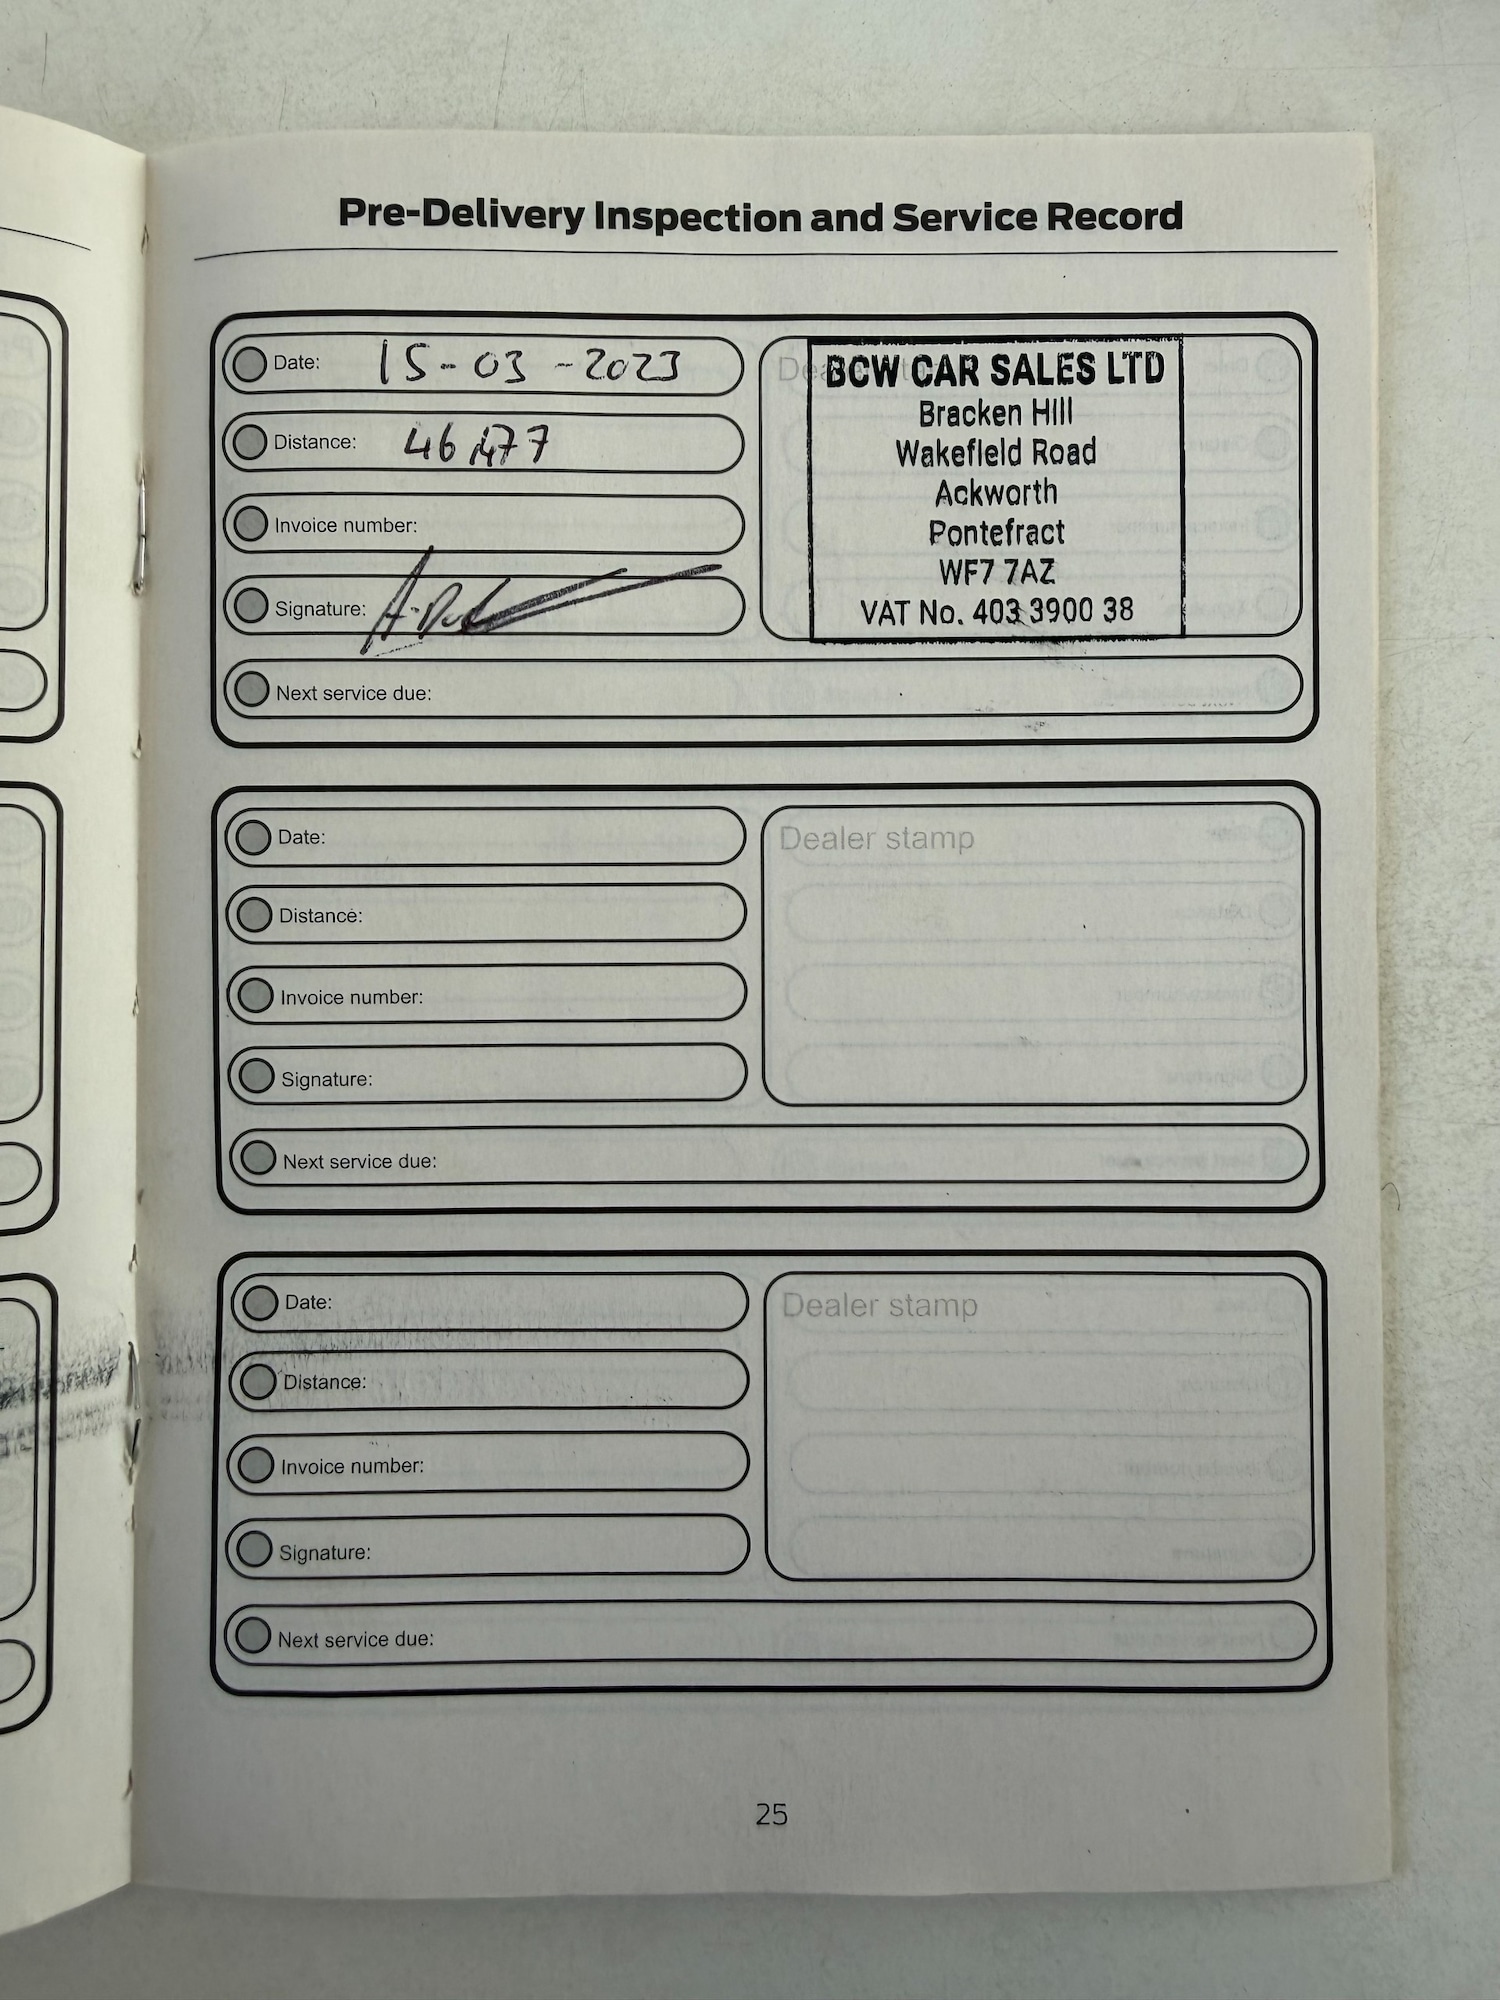 Pre-Delivery Inspection and Service Record
Date: 15-03-2023
Distance:
Invoice number:
Signature:
Next service due:
BCW CAR SALES LTD
Bracken Hill
Wakefield Road
Ackworth
Pontefract
WF7 7AZ
VAT No. 403 3900 38
Date:
Distance:
Invoice number:
Signature:
Next service due:
Dealer stamp
Date:
Distance:
Invoice number:
Signature:
Next service due:
Dealer stamp
25